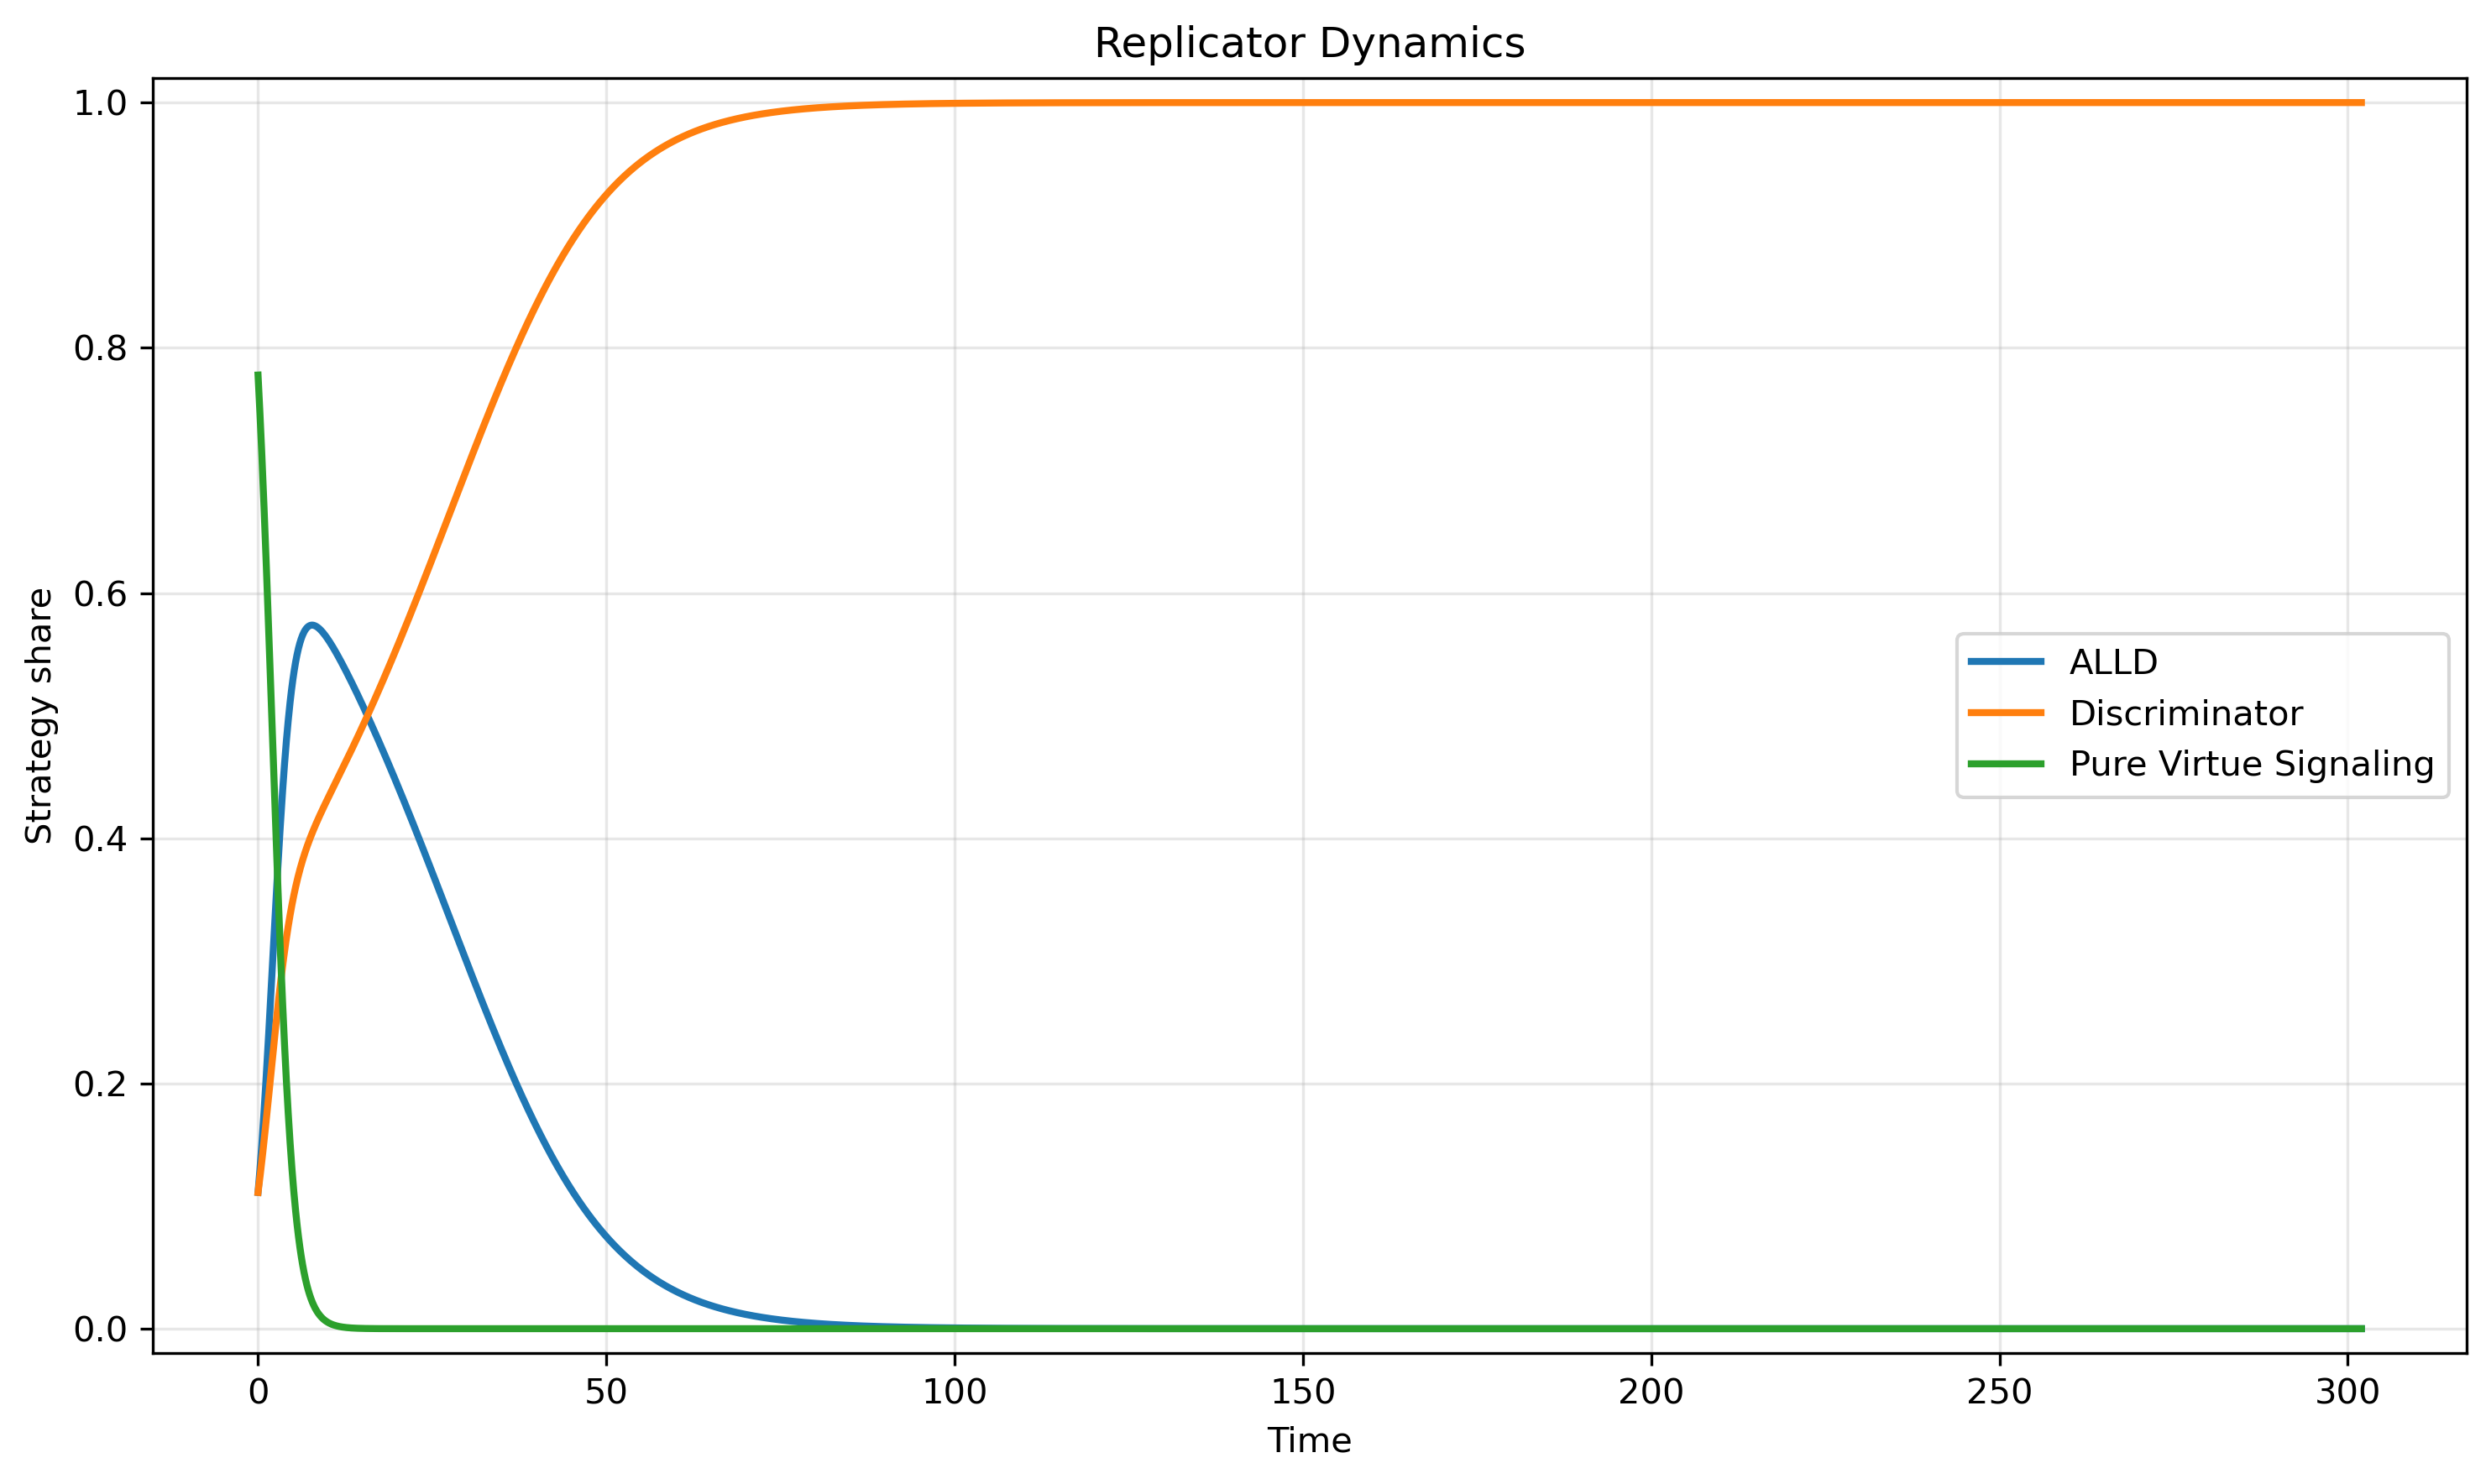 Replicator Dynamics
Strategy share
1.0
0.8
0.6
0.4
0.2
0.0
ALLD
Discriminator
Pure Virtue Signaling
0 50 100 150 200 250 300
Time